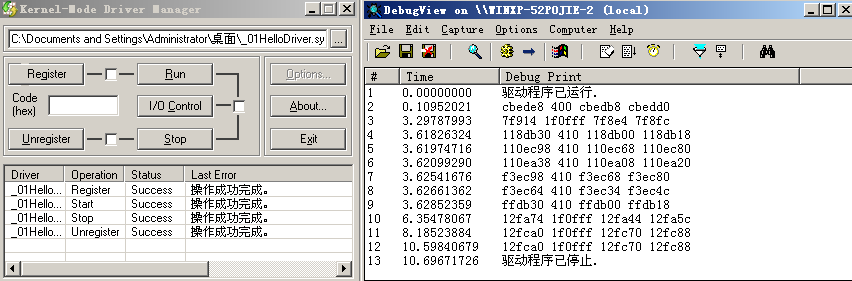 Kernel-Mode Driver Manager
C:\Documents and Settings\Administrator\桌面\_01HelloDriver.sy
...
Register
Run
Options...
Code
(hex)
I/O Control
About...
Unregister
Stop
Exit
Driver Operation Status Last Error
_01Hello... Register Success 操作成功完成。
_01Hello... Start Success 操作成功完成。
_01Hello... Stop Success 操作成功完成。
_01Hello... Unregister Success 操作成功完成。
DebugView on \\WINXP-52POJIE-2 (local)
File Edit Capture Options Computer Help
# Time Debug Print
1 0.00000000 驱动程序已运行.
2 0.10952021 cbede8 400 cbedb8 cbedd0
3 3.29787993 7f914 1f0fff 7f8e4 7f8fc
4 3.61826324 118db30 410 118db00 118db18
5 3.61974716 110ec98 410 110ec68 110ec80
6 3.62099290 110ea38 410 110ea08 110ea20
7 3.62541676 f3ec98 410 f3ec68 f3ec80
8 3.62661362 f3ec64 410 f3ec34 f3ec4c
9 3.62852359 ffdb30 410 ffdb00 ffdb18
10 6.35478067 12fa74 1f0fff 12fa44 12fa5c
11 8.18523884 12fca0 1f0fff 12fc70 12fc88
12 10.59840679 12fca0 1f0fff 12fc70 12fc88
13 10.69671726 驱动程序已停止.